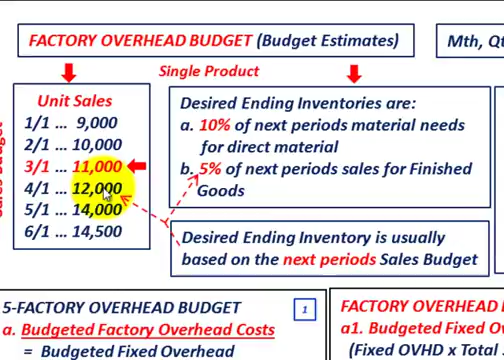 FACTORY OVERHEAD BUDGET (Budget Estimates)
Mth, Qt
Single Product
Unit Sales
1/1 ... 9,000
2/1 ... 10,000
3/1 ... 11,000
4/1 ... 12,000
5/1 ... 14,000
6/1 ... 14,500
Sales Budget
Desired Ending Inventories are:
a. 10% of next periods material needs
for direct material
b. 5% of next periods sales for Finished
Goods
Desired Ending Inventory is usually
based on the next periods Sales Budget
5-FACTORY OVERHEAD BUDGET
1
a. Budgeted Factory Overhead Costs
= Budgeted Fixed Overhead
FACTORY OVERHEAD
a1. Budgeted Fixed Ov
(Fixed OVHD x Total